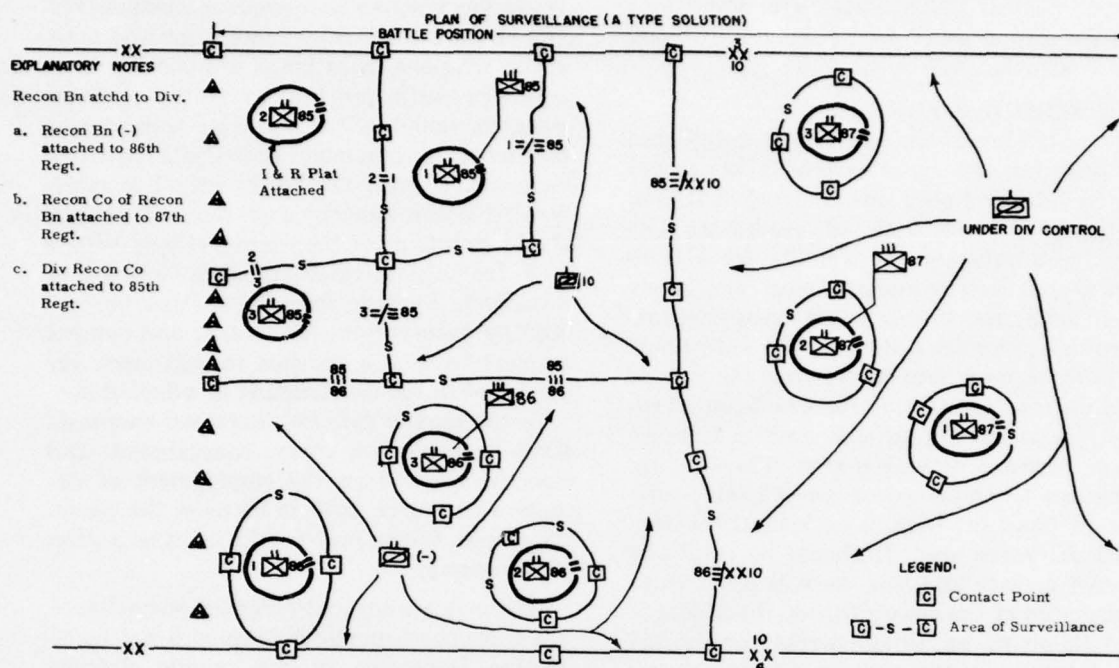 PLAN OF SURVEILLANCE (A TYPE SOLUTION)
BATTLE POSITION
XX C C C C 3 XX 10
EXPLANATORY NOTES
Recon Bn atchd to Div.
a. Recon Bn (-)
attached to 86th
Regt.
b. Recon Co of Recon
Bn attached to 87th
Regt.
c. Div Recon Co
attached to 85th
Regt.
2 85
I & R Plat
Attached
C
2 1
S
1 85
85
1 85
S
C
85 XX 10
S
C
3 87
C
C
C
UNDER DIV CONTROL
87
C
2
3
S
C
S
C
10
C
3 85
3 85
S
C
S
2 87
C
C
C
C
85
86
C
S
85
86
C
86
S
C
3 86
C
S
C
S
C
C
1 87
S
C
C
S
C
1 86
C
(-)
S
C
S
2 86
C
C
86 XX 10
S
LEGEND:
C Contact Point
C - S - C Area of Surveillance
XX C C C 10 XX